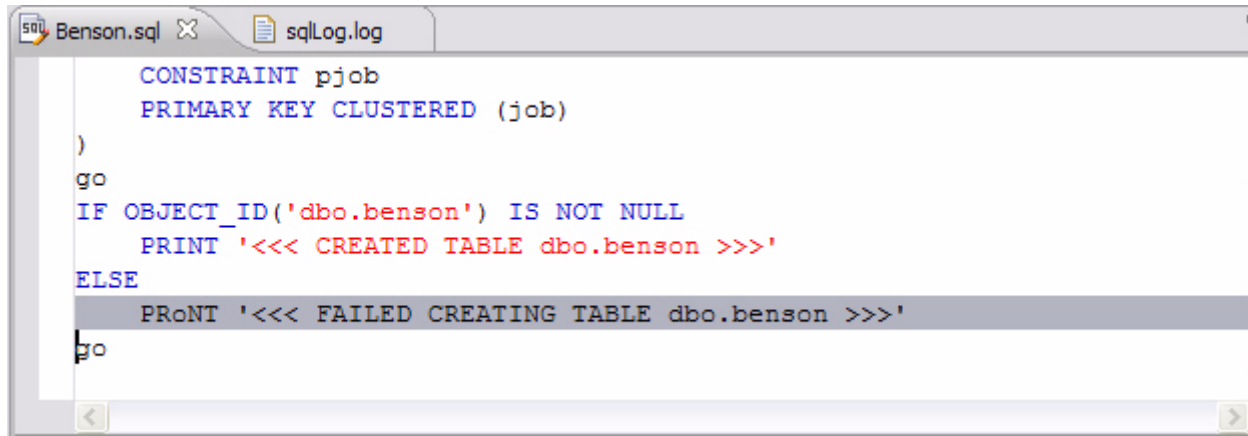 Benson.sql sqlLog.log
CONSTRAINT pjob
PRIMARY KEY CLUSTERED (job)
)
go
IF OBJECT_ID('dbo.benson') IS NOT NULL
PRINT '<<< CREATED TABLE dbo.benson >>>'
ELSE
PRoNT '<<< FAILED CREATING TABLE dbo.benson >>>'
go